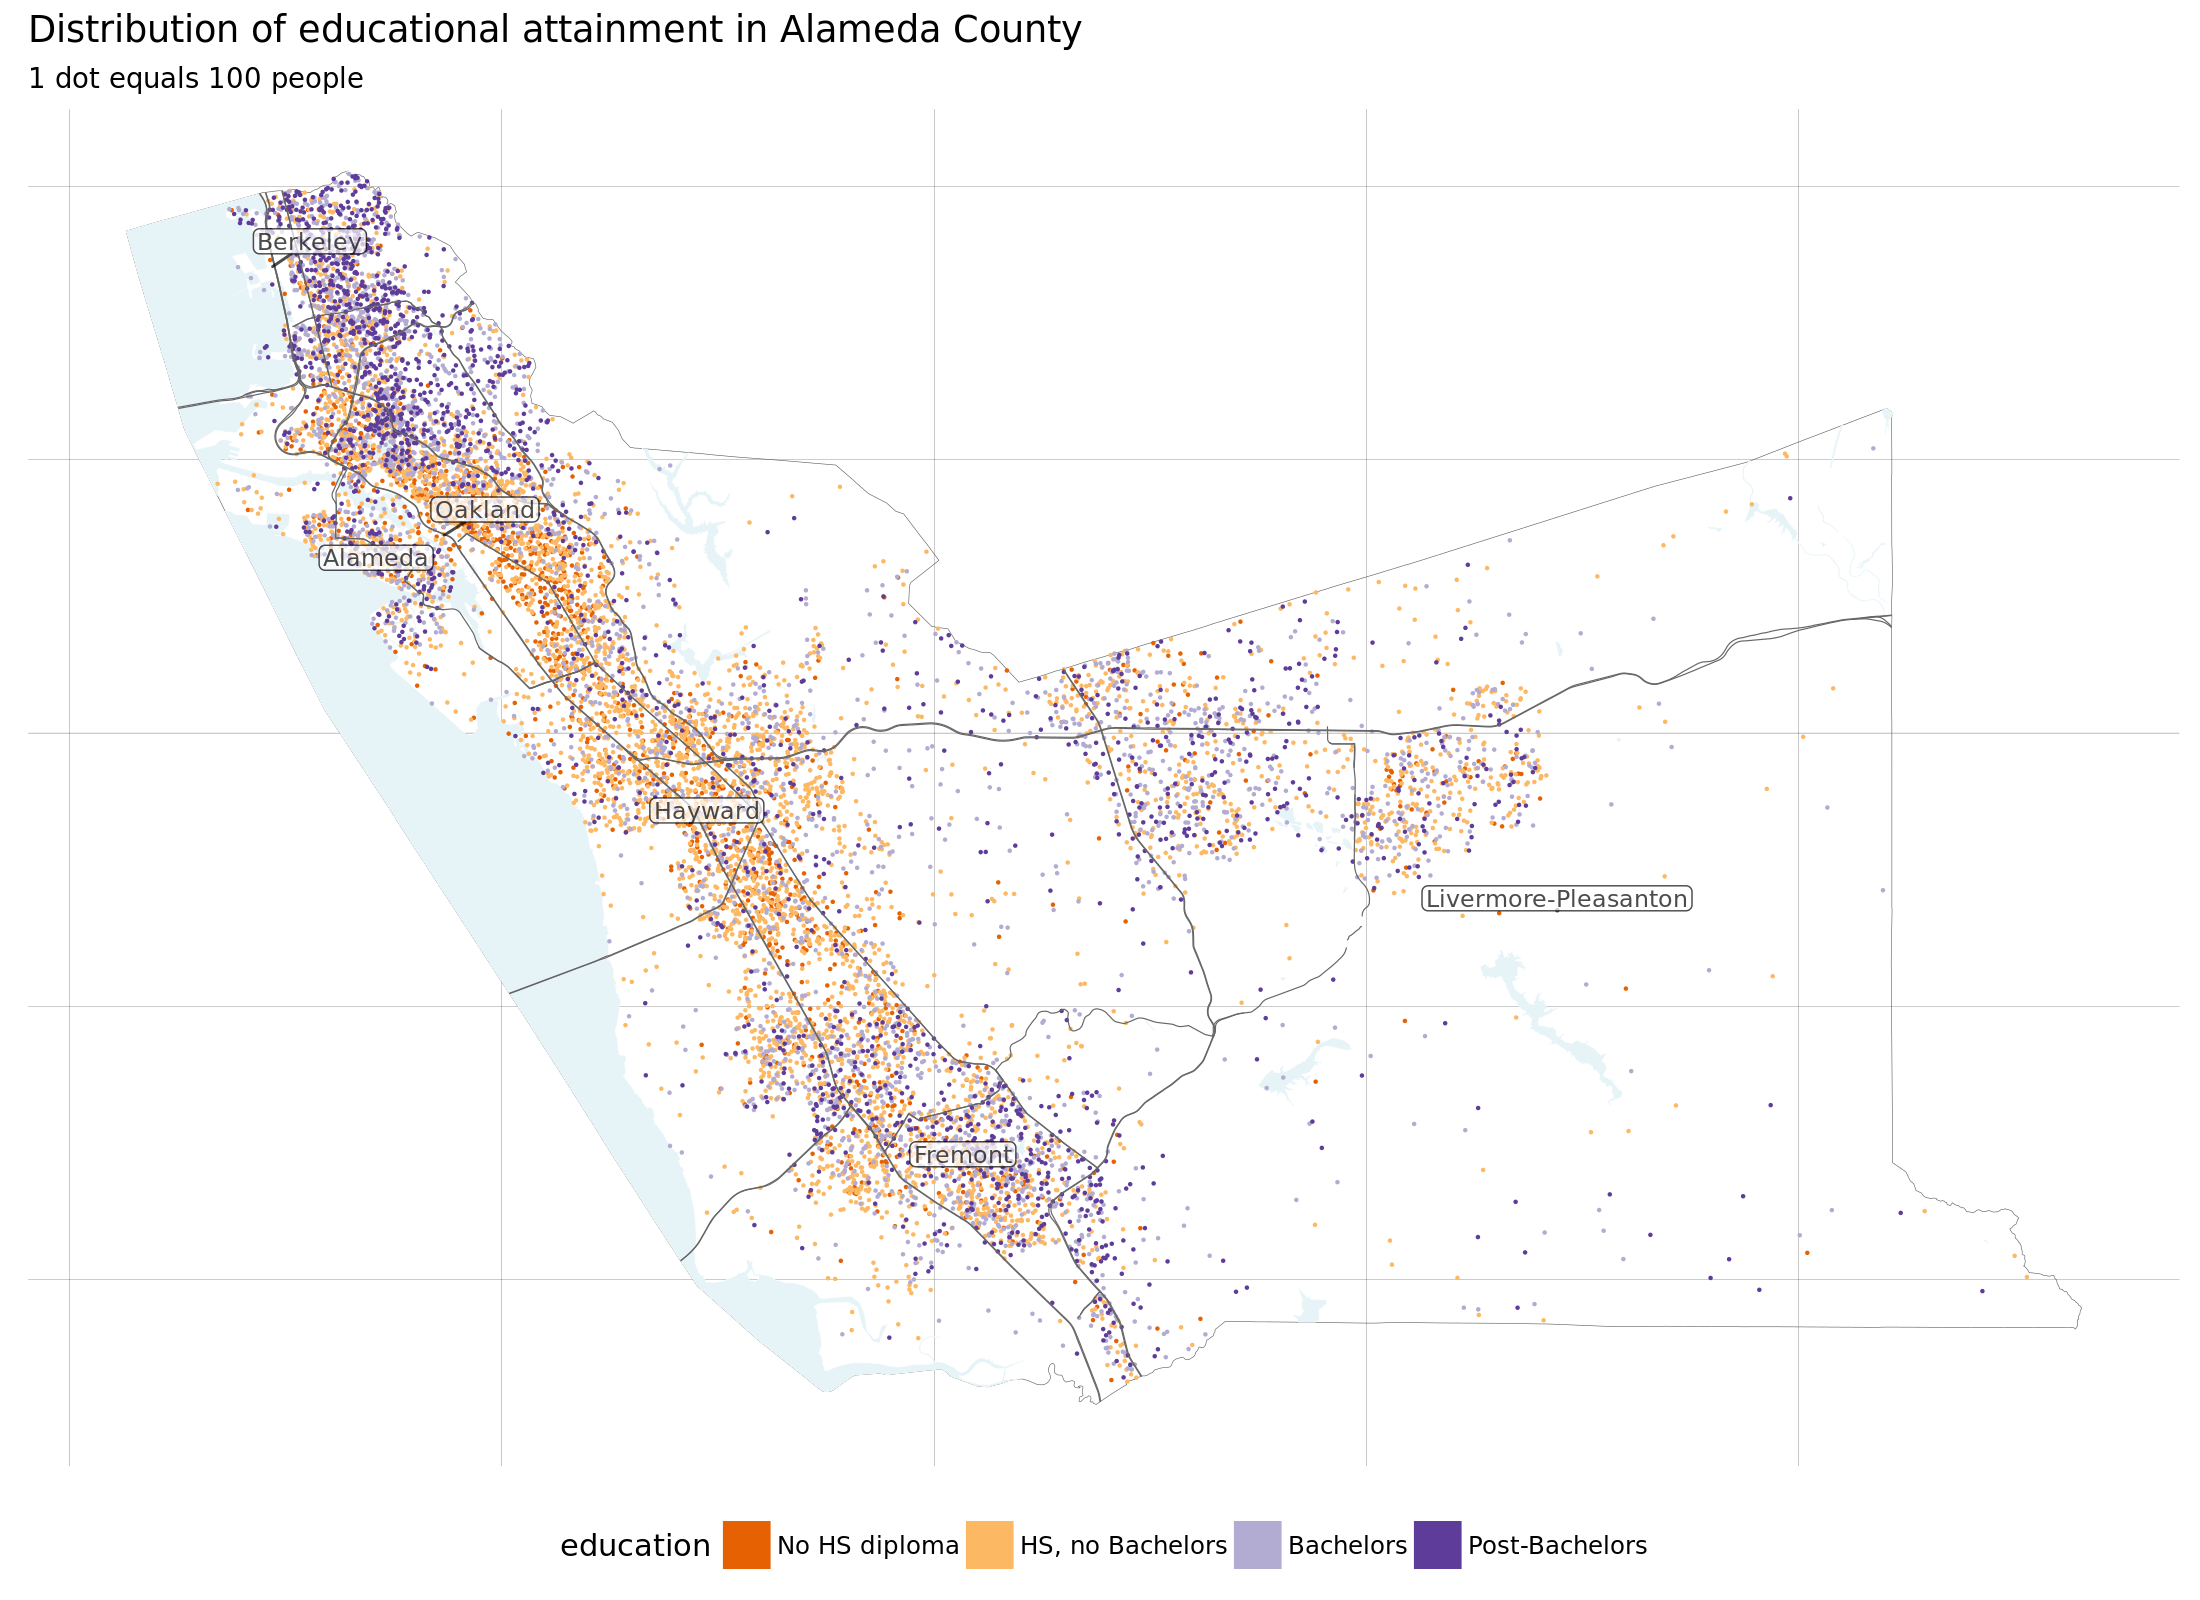 Distribution of educational attainment in Alameda County
1 dot equals 100 people
Berkeley
Oakland
Alameda
Hayward
Livermore-Pleasanton
Fremont
education No HS diploma HS, no Bachelors Bachelors Post-Bachelors